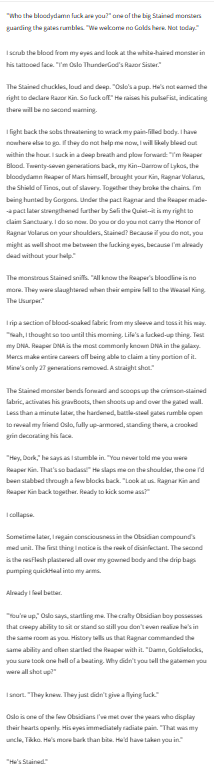 "Who the bloodydamn fuck are you?" one of the big Stained monsters
guarding the gates rumbles. "We welcome no Golds here. Not today."
I scrub the blood from my eyes and look at the white-haired monster in
his tattooed face. "I'm Oslo ThunderGod's Razor Sister."
The Stained chuckles, loud and deep. "Oslo's a pup. He's not earned the
right to declare Razor Kin. So fuck off." He raises his pulseFist, indicating
there will be no second warning.
I fight back the sobs threatening to wrack my pain-filled body. I have
nowhere else to go. If they do not help me now, I will likely bleed out
within the hour. I suck in a deep breath and plow forward: "I'm Reaper
Blood. Twenty-seven generations back, my Kin–Darrow of Lykos, the
bloodydamn Reaper of Mars himself, brought your Kin, Ragnar Volarus,
the Shield of Tinos, out of slavery. Together they broke the chains. I'm
being hunted by Gorgons. Under the pact Ragnar and the Reaper made-
-a pact later strengthened further by Sefi the Quiet–it is my right to
claim Sanctuary. I do so now. Do you or do you not carry the Honor of
Ragnar Volarus on your shoulders, Stained? Because if you do not, you
might as well shoot me between the fucking eyes, because I'm already
dead without your help."
The monstrous Stained sniffs. "All know the Reaper's bloodline is no
more. They were slaughtered when their empire fell to the Weasel King.
The Usurper."
I rip a section of blood-soaked fabric from my sleeve and toss it his way.
"Yeah, I thought so too until this morning. Life's a fucked-up thing. Test
my DNA. Reaper DNA is the most commonly known DNA in the galaxy.
Mercs make entire careers off being able to claim a tiny portion of it.
Mine's only 27 generations removed. A straight shot."
The Stained monster bends forward and scoops up the crimson-stained
fabric, activates his gravBoots, then shoots up and over the gated wall.
Less than a minute later, the hardened, battle-steel gates rumble open
to reveal my friend Oslo, fully up-armored, standing there, a crooked
grin decorating his face.
"Hey, Dork," he says as I stumble in. "You never told me you were
Reaper Kin. That's so badass!" He slaps me on the shoulder, the one I'd
been stabbed through a few blocks back. "Look at us. Ragnar Kin and
Reaper Kin back together. Ready to kick some ass?"
I collapse.
Sometime later, I regain consciousness in the Obsidian compound's
med unit. The first thing I notice is the reek of disinfectant. The second
is the resFlesh plastered all over my gowned body and the drip bags
pumping quickHeal into my arms.
Already I feel better.
"You're up," Oslo says, startling me. The crafty Obsidian boy possesses
that creepy ability to sit or stand so still you don't even realize he's in
the same room as you. History tells us that Ragnar commanded the
same ability and often startled the Reaper with it. "Damn, Goldielocks,
you sure took one hell of a beating. Why didn't you tell the gatemen you
were all shot up?"
I snort. "They knew. They just didn't give a flying fuck."
Oslo is one of the few Obsidians I've met over the years who display
their hearts openly. His eyes immediately radiate pain. "That was my
uncle, Tikko. He's more bark than bite. He'd have taken you in."
"He's Stained."